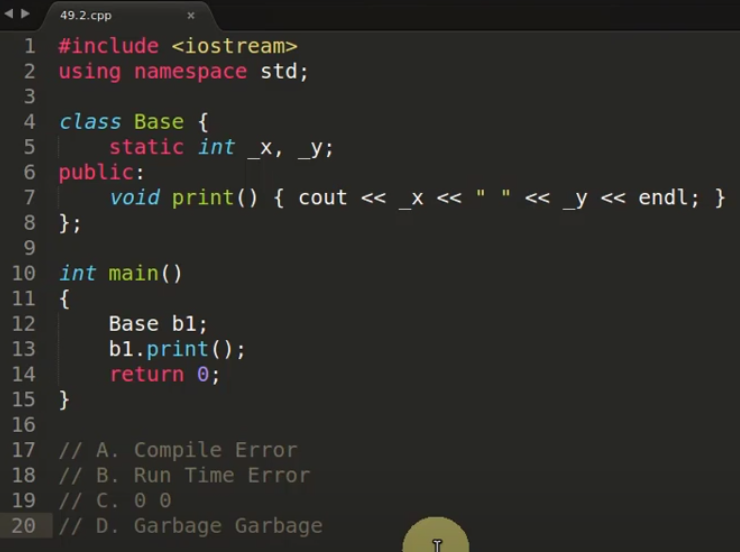 49.2.cpp ×
1 #include <iostream>
2 using namespace std;
3
4 class Base {
5     static int _x, _y;
6 public:
7     void print() { cout << _x << " " << _y << endl; }
8 };
9
10 int main()
11 {
12     Base b1;
13     b1.print();
14     return 0;
15 }
16
17 // A. Compile Error
18 // B. Run Time Error
19 // C. 0 0
20 // D. Garbage Garbage